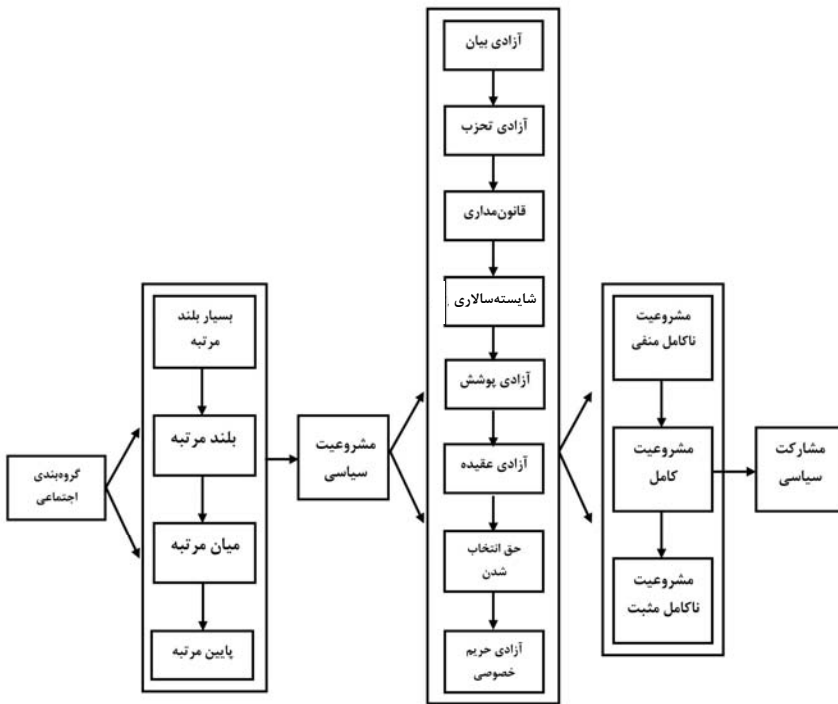 گروه‌بندی
اجتماعی
بسیار بلند
مرتبه
بلند مرتبه
میان مرتبه
پایین مرتبه
مشروعیت
سیاسی
آزادی بیان
آزادی تحزب
قانون‌مداری
شایسته‌سالاری
آزادی پوشش
آزادی عقیده
حق انتخاب
شدن
آزادی حریم
خصوصی
مشروعیت
ناکامل منفی
مشروعیت
کامل
مشروعیت
ناکامل مثبت
مشارکت
سیاسی